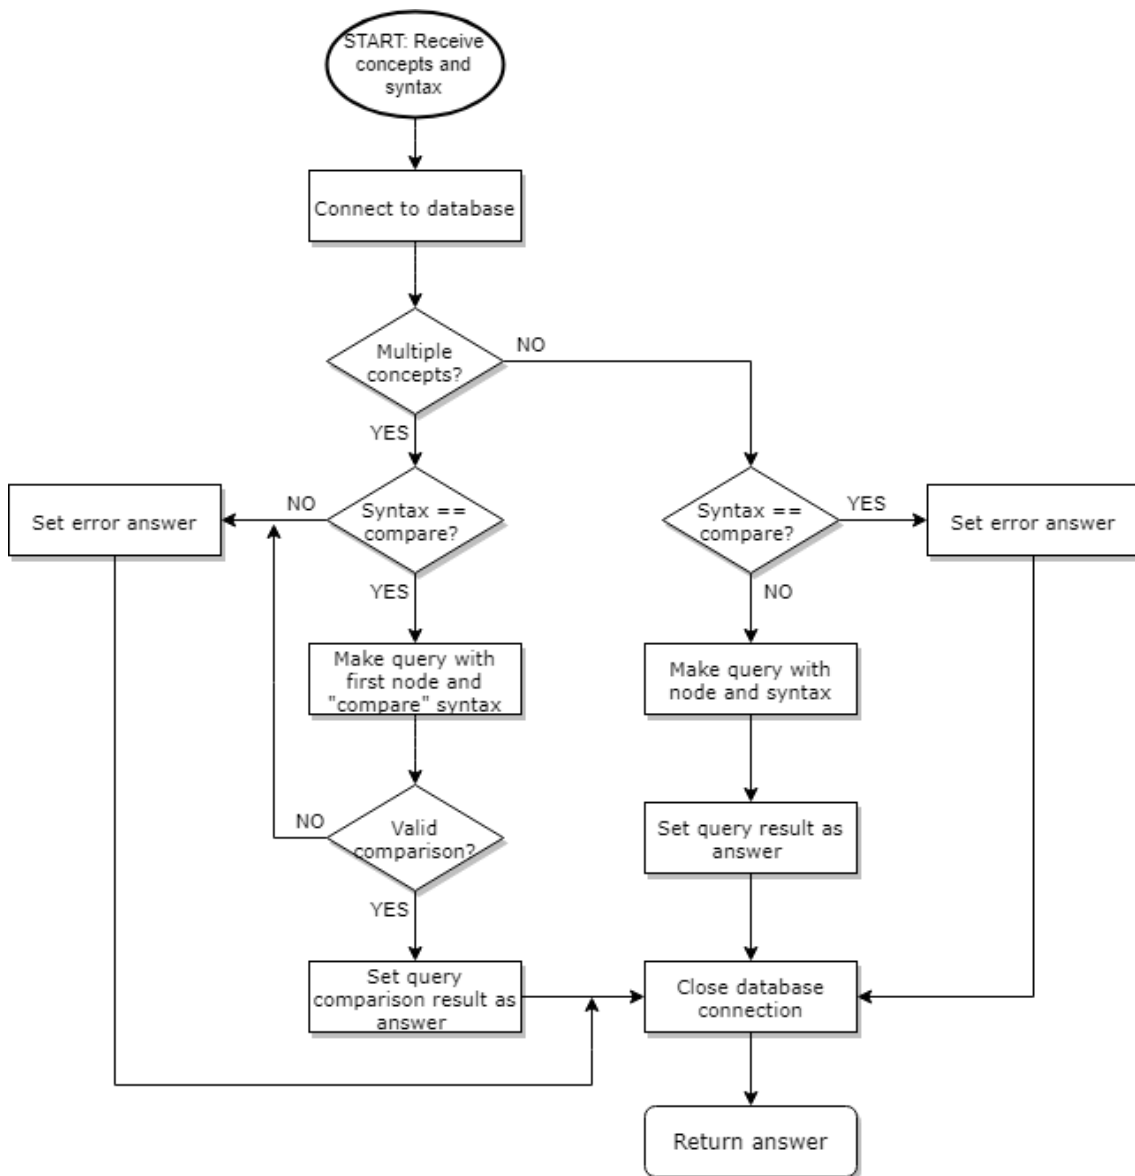 START: Receive
concepts and
syntax
Connect to database
Multiple
concepts?
NO
YES
Set error answer
NO
Syntax ==
compare?
Syntax ==
compare?
YES
Set error answer
YES
NO
Make query with
first node and
"compare" syntax
Make query with
node and syntax
NO
Valid
comparison?
Set query result as
answer
YES
Set query
comparison result as
answer
Close database
connection
Return answer